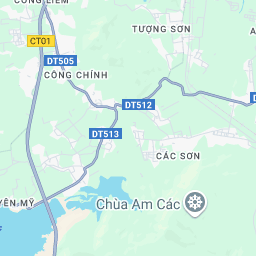 CÔNG LIÊM
TƯỢNG SƠN
CT01
DT505
CÔNG CHÍNH
DT512
DT513
CÁC SƠN
Chùa Am Các
YÊN MỸ